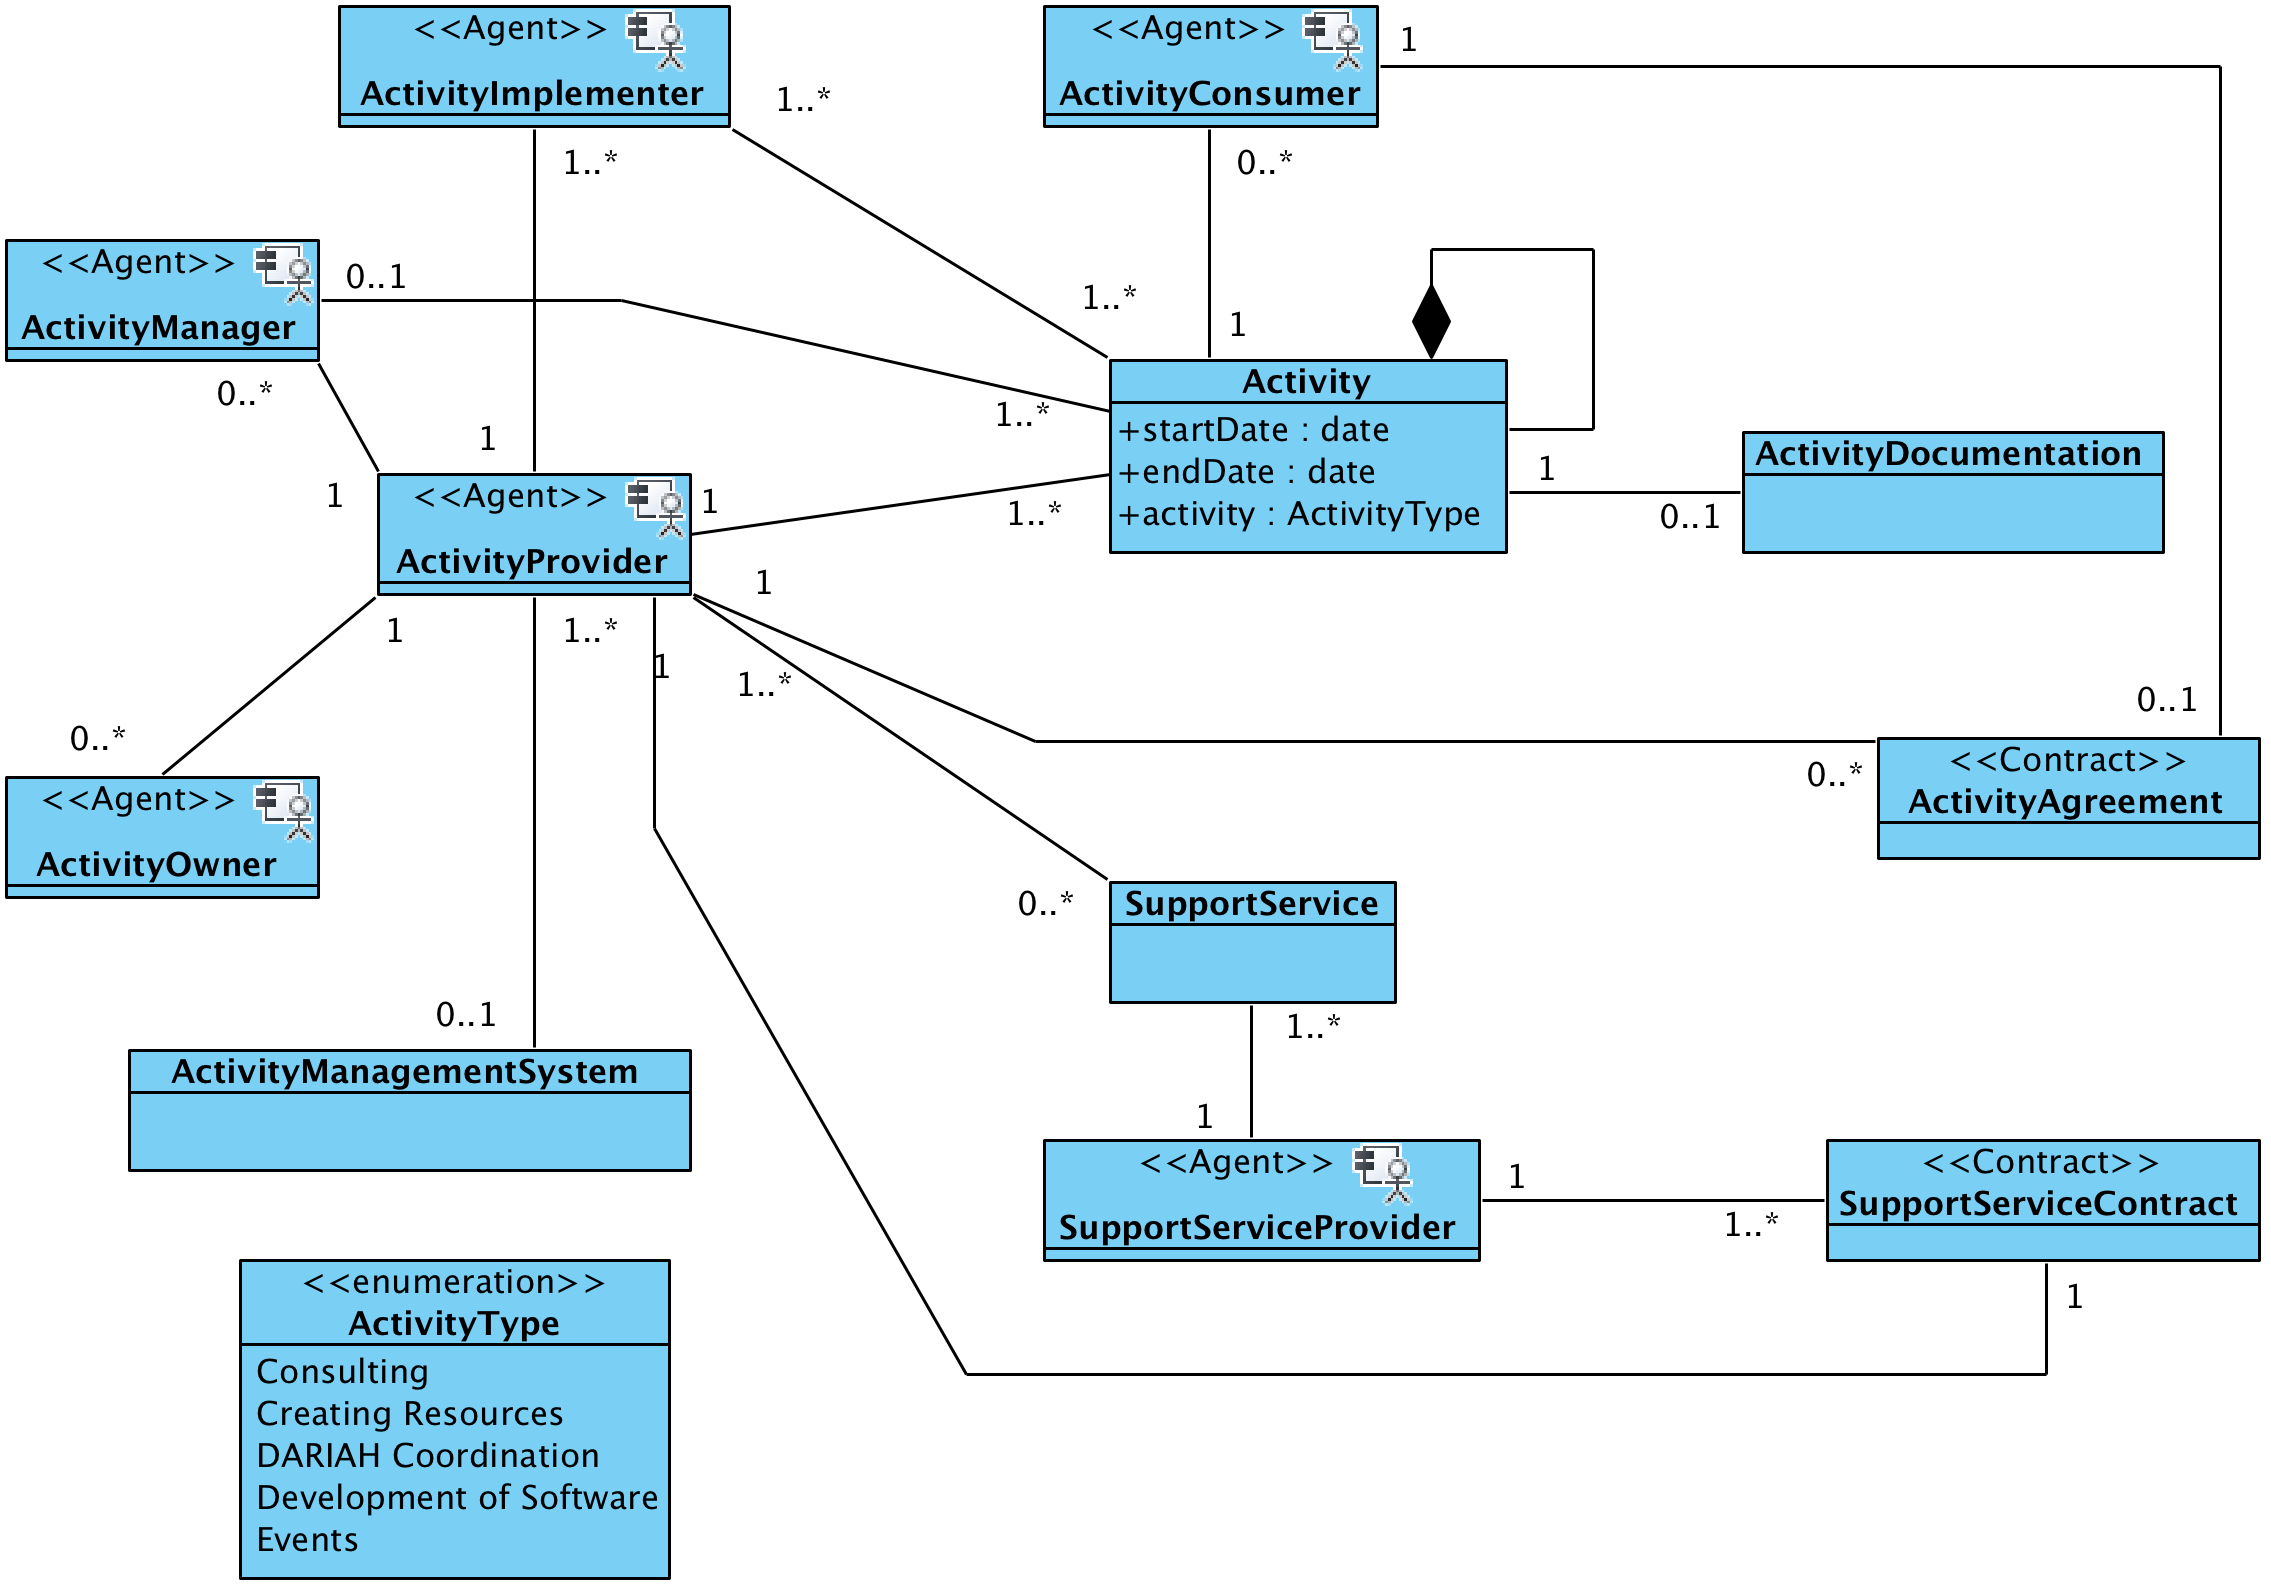 <<Agent>>
ActivityImplementer
<<Agent>>
ActivityConsumer
1
1..*
1..*
0..*
<<Agent>>
ActivityManager
0..1
1..*
1
0..*
1
1..*
Activity
+startDate : date
+endDate : date
+activity : ActivityType
1
0..1
ActivityDocumentation
1
<<Agent>>
ActivityProvider
1
1..*
1
1
1..*
1
1..*
0..*
0..1
0..*
<<Contract>>
ActivityAgreement
<<Agent>>
ActivityOwner
0..*
SupportService
1..*
0..1
ActivityManagementSystem
1
<<Agent>>
SupportServiceProvider
1
1..*
<<Contract>>
SupportServiceContract
1
<<enumeration>>
ActivityType
Consulting
Creating Resources
DARIAH Coordination
Development of Software
Events